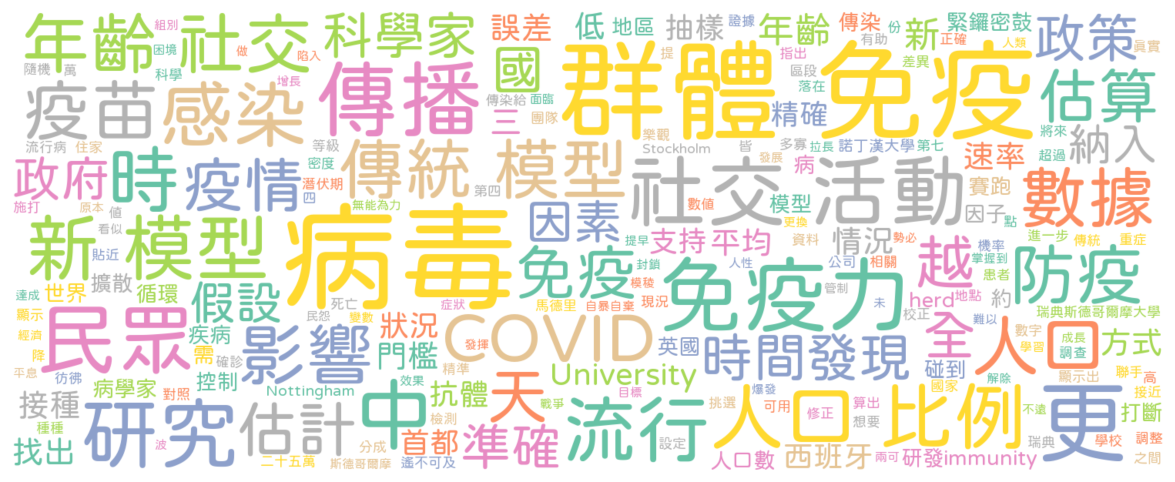 年齡 社交 科學家 誤差 低 地區 抽樣 年齡 傳染 份 新 緊鑼密鼓 政策
組別 困境 做 陷入 證據 有助 正確 人類 真實
隨機 萬 科學 增長 傳播 國 提 指出 區段 差異
疫苗 感染 傳染給 面臨 三 團隊 群體 免疫 落在 精確 估算
流行病 住家 等級 樂觀 皆 多寡 拉長 諾丁漢大學 第七 將來 超過 納入
政府 時 疫情 密度 傳統 模型 Stockholm 發展 病 速率
施打 原本 值 潛伏期 四 第四 社交 活動 模型 賽跑 數據
看似 無能為力 數值 因子 點
新 模型 病毒 因素 更換 資料 情況 勢必 進一步 傳統 重症
貼近 支持 平均 提早 機率 掌握到
擴散 免疫 封鎖 人性 公司 相關 越 患者 防疫
世界 循環 假設 死亡 症狀 馬德里 模稜 免疫力 管制 地點
達成 顯示 民怨 變數 自暴自棄 現況 未 herd 約 瑞典斯德哥爾摩大學
經濟 民眾 疾病 狀況 發揮 COVID 校正 難以 數字 成長
降 平息 彷彿 影響 需 確診 門檻 精準 英國 時間 發現 全 人口 學習 調查 方式
病學家 對照 控制 Nottingham 效果 抗體 University 爆發 碰到 解除 顯示出 聯手 高
接種 天 戰爭 目標 國家 接近
種種 研究 估計 中 檢測 流行 挑選 可用 算出 人口 比例 不遠 更 打斷
找出 波 分成 首都 準確 設定 修正 想要 瑞典 學校 調整
二十五萬 斯德哥爾摩 遙不可及 人口數 西班牙 兩可 研發 immunity 之間